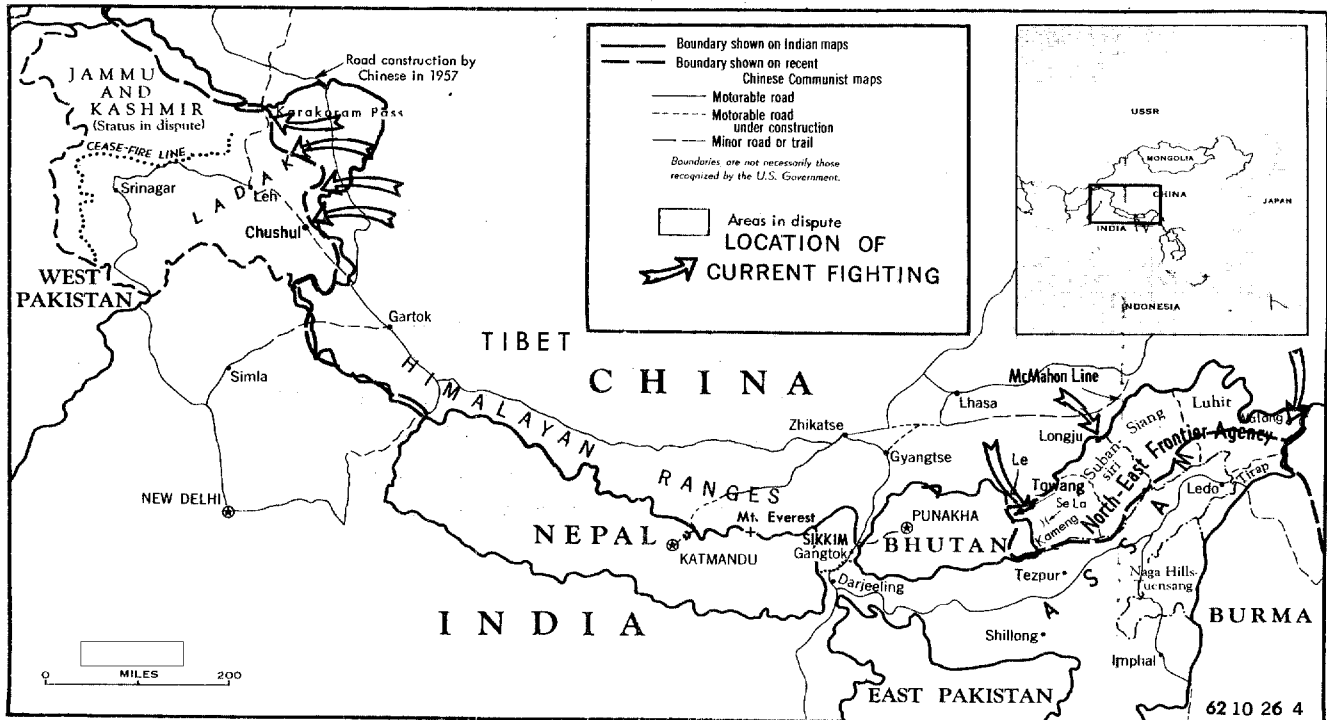 Road construction by
Chinese in 1957
JAMMU
AND
KASHMIR
(Status in dispute)
Karakoram Pass
CEASE-FIRE LINE
Srinagar
LADAK
Leh
Chushul
WEST
PAKISTAN
Gartok
Simla
NEW DELHI
Boundary shown on Indian maps
Boundary shown on recent
Chinese Communist maps
Motorable road
Motorable road
under construction
Minor road or trail
Boundaries are not necessarily those
recognized by the U.S. Government.
Areas in dispute
LOCATION OF
CURRENT FIGHTING
USSR
MONGOLIA
CHINA
JAPAN
INDIA
INDONESIA
TIBET
CHINA
HIMALAYAN RANGES
McMahon Line
Lhasa
Zhikatse
Gyangtse
Longju
Le
Towang
Se La
Kameng
Suban-
siri
Siang
Luhit
North-East Frontier Agency
Tirap
Ledo
ASSAM
NEPAL
KATMANDU
Mt. Everest
SIKKIM
Gangtok
PUNAKHA
BHUTAN
Darjeeling
Tezpur
Shillong
Naga Hills-
Tuensang
Imphal
BURMA
INDIA
EAST PAKISTAN
MILES
0 200
62 10 26 4